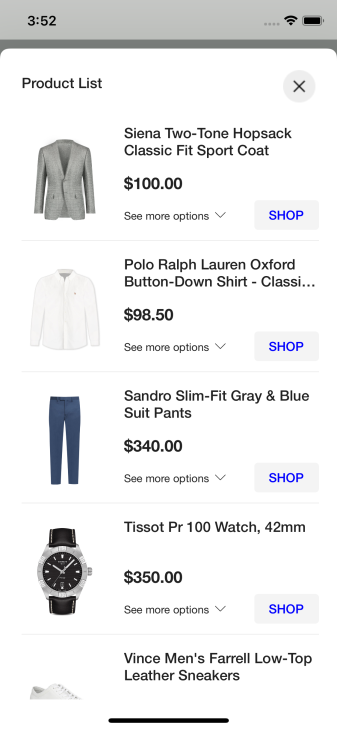 3:52
Product List
Siena Two-Tone Hopsack
Classic Fit Sport Coat
$100.00
See more options
SHOP
Polo Ralph Lauren Oxford
Button-Down Shirt - Classi...
$98.50
See more options
SHOP
Sandro Slim-Fit Gray & Blue
Suit Pants
$340.00
See more options
SHOP
Tissot Pr 100 Watch, 42mm
$350.00
See more options
SHOP
Vince Men's Farrell Low-Top
Leather Sneakers